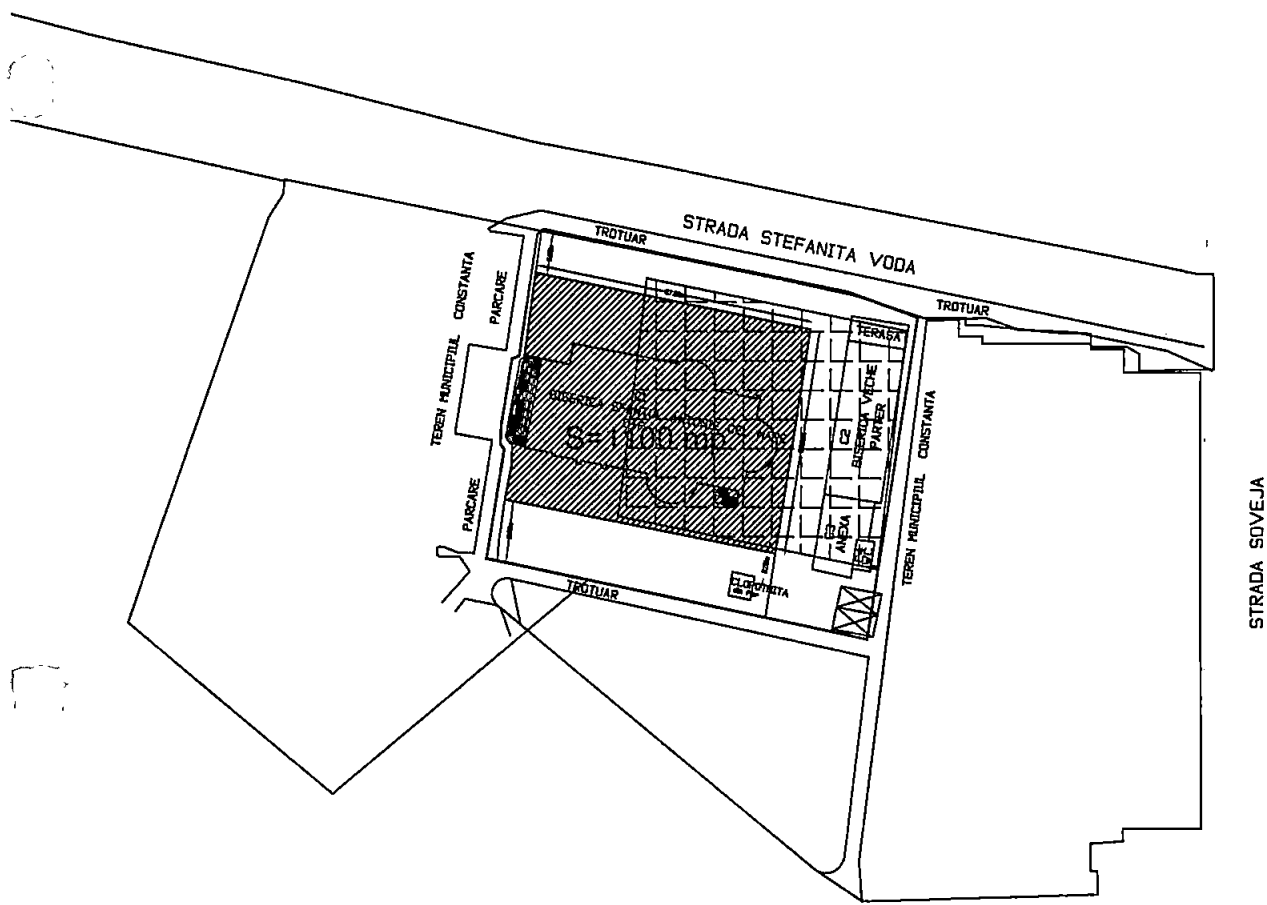 STRADA STEFANITA VODA
TROTUAR
TROTUAR
TEREN MUNICIPIUL CONSTANTA
PARCARE
PARCARE
TERASA
BISERICA VECHE
PARTER
C2
S=1100 mp
BISERICA
ANEXA
CLOPOTNITA
TROTUAR
TEREN MUNICIPIUL CONSTANTA
STRADA SOVEJA